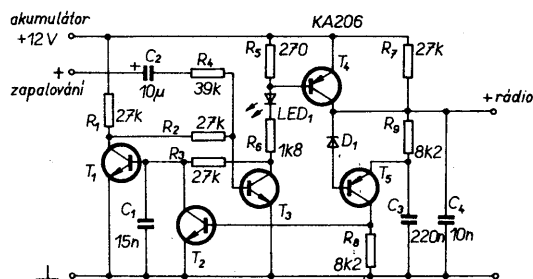 akumulátor
+12V
KA206
C2
R4
R5
270
T4
R7
27k
+
zapalování
+
10µ
39k
LED1
+rádio
R1
27k
R2
27k
R6
1k8
D1
R9
8k2
T1
R3
27k
T5
C1
15n
T2
T3
C3
C4
R8
8k2
220n
10n